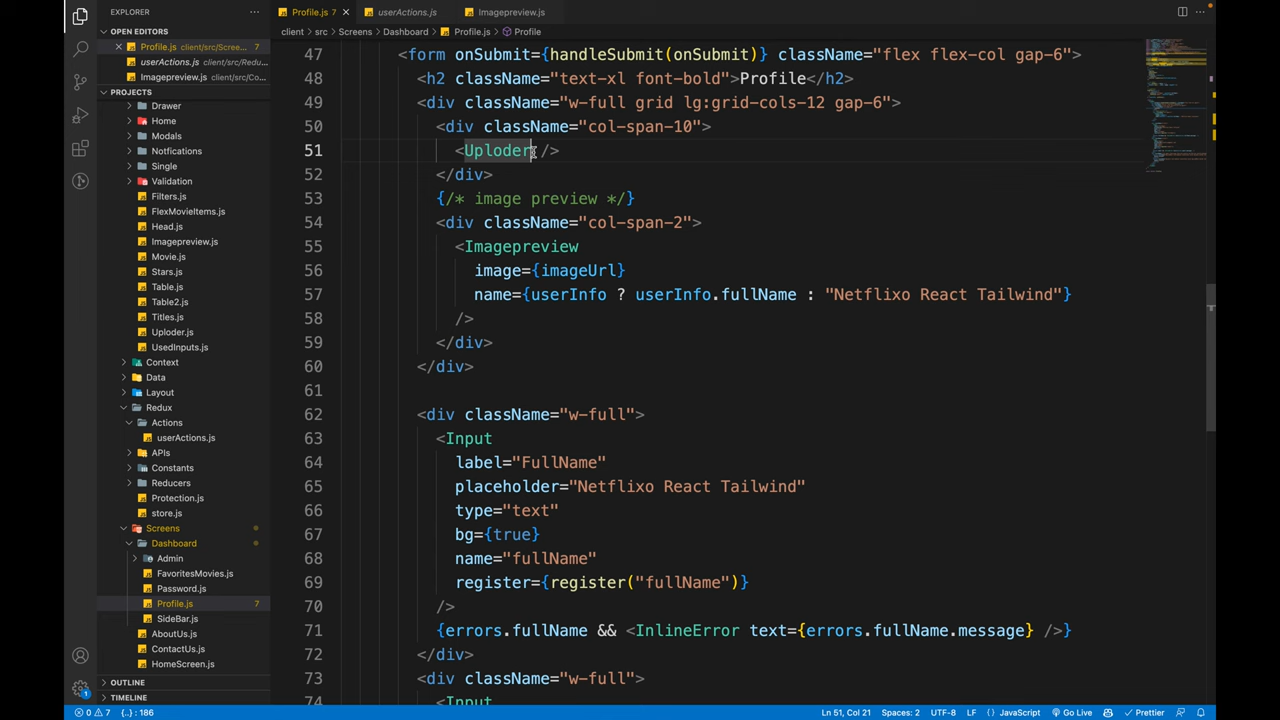 EXPLORER
···
Profile.js
userActions.js
Imagepreview.js
OPEN EDITORS
client > src > Screens > Dashboard > Profile.js > Profile
Profile.js client/src/Scree... 7
userActions.js client/src/Redu...
Imagepreview.js client/src/Co...
PROJECTS
Drawer
Home
Modals
Notfications
Single
Validation
Filters.js
FlexMovieItems.js
Head.js
Imagepreview.js
Movie.js
Stars.js
Table.js
Table2.js
Titles.js
Uploder.js
UsedInputs.js
Context
Data
Layout
Redux
Actions
userActions.js
APIs
Constants
Reducers
Protection.js
store.js
Screens
Dashboard
Admin
FavoritesMovies.js
Password.js
Profile.js 7
SideBar.js
AboutUs.js
ContactUs.js
HomeScreen.js
OUTLINE
TIMELINE
47 <form onSubmit={handleSubmit(onSubmit)} className="flex flex-col gap-6">
48 <h2 className="text-xl font-bold">Profile</h2>
49 <div className="w-full grid lg:grid-cols-12 gap-6">
50 <div className="col-span-10">
51 <Uploder />
52 </div>
53 {/* image preview */}
54 <div className="col-span-2">
55 <Imagepreview
56 image={imageUrl}
57 name={userInfo ? userInfo.fullName : "Netflixo React Tailwind"}
58 />
59 </div>
60 </div>
61
62 <div className="w-full">
63 <Input
64 label="FullName"
65 placeholder="Netflixo React Tailwind"
66 type="text"
67 bg={true}
68 name="fullName"
69 register={register("fullName")}
70 />
71 {errors.fullName && <InlineError text={errors.fullName.message} />}
72 </div>
73 <div className="w-full">
74 <Input
0 7 {..} : 186
Ln 51, Col 21 Spaces: 2 UTF-8 LF {} JavaScript Go Live Prettier